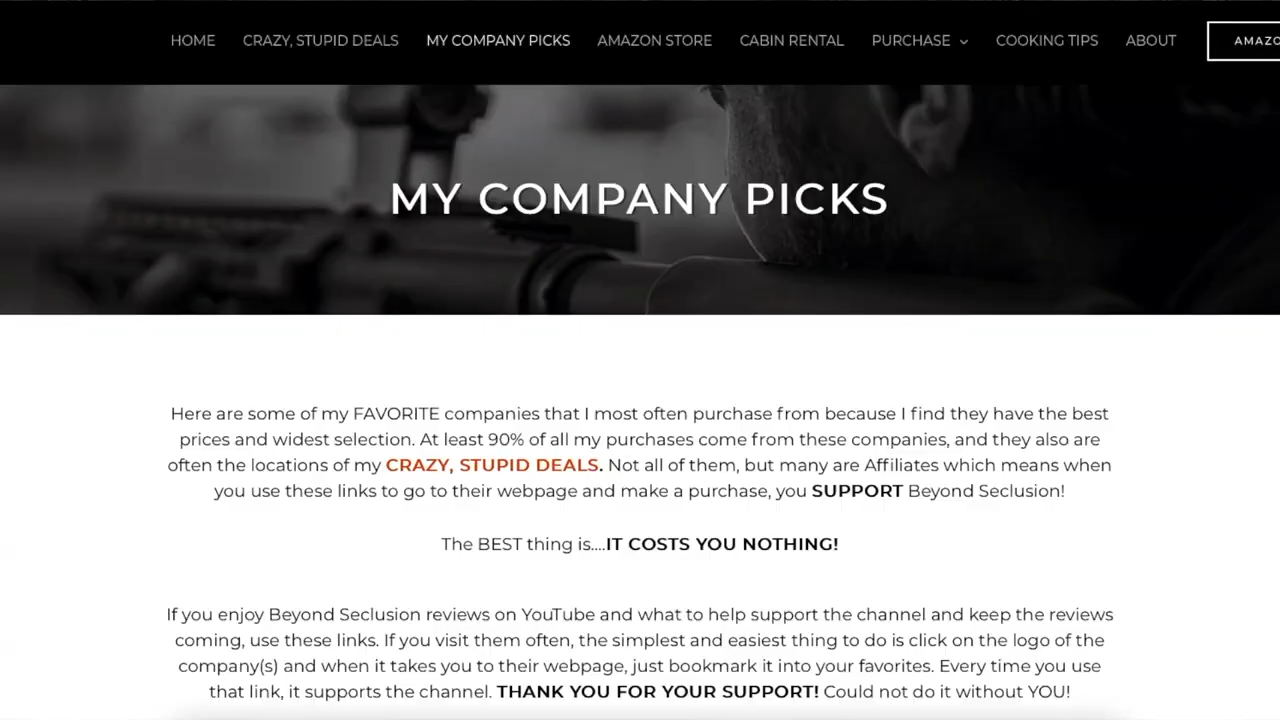 HOME CRAZY, STUPID DEALS MY COMPANY PICKS AMAZON STORE CABIN RENTAL PURCHASE COOKING TIPS ABOUT
MY COMPANY PICKS
Here are some of my FAVORITE companies that I most often purchase from because I find they have the best
prices and widest selection. At least 90% of all my purchases come from these companies, and they also are
often the locations of my CRAZY, STUPID DEALS. Not all of them, but many are Affiliates which means when
you use these links to go to their webpage and make a purchase, you SUPPORT Beyond Seclusion!
The BEST thing is....IT COSTS YOU NOTHING!
If you enjoy Beyond Seclusion reviews on YouTube and what to help support the channel and keep the reviews
coming, use these links. If you visit them often, the simplest and easiest thing to do is click on the logo of the
company(s) and when it takes you to their webpage, just bookmark it into your favorites. Every time you use
that link, it supports the channel. THANK YOU FOR YOUR SUPPORT! Could not do it without YOU!